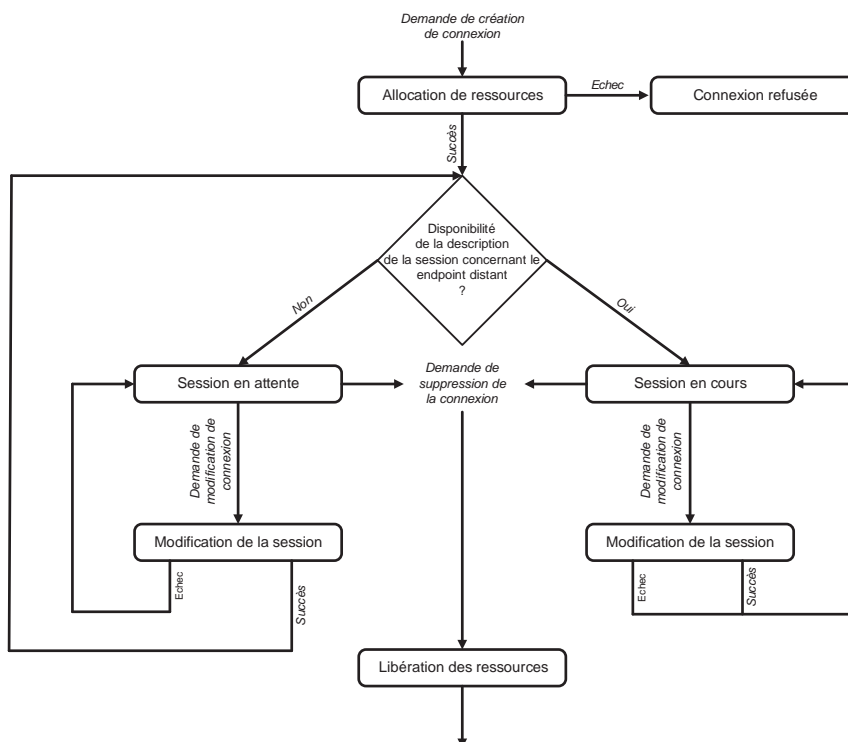 Demande de création
de connexion
Allocation de ressources
Echec
Connexion refusée
Succès
Disponibilité
de la description
de la session concernant le
endpoint distant
?
Non
Oui
Session en attente
Demande de
suppression de
la connexion
Session en cours
Demande de
modification de
connexion
Demande de
modification de
connexion
Modification de la session
Modification de la session
Echec
Succès
Echec
Succès
Libération des ressources